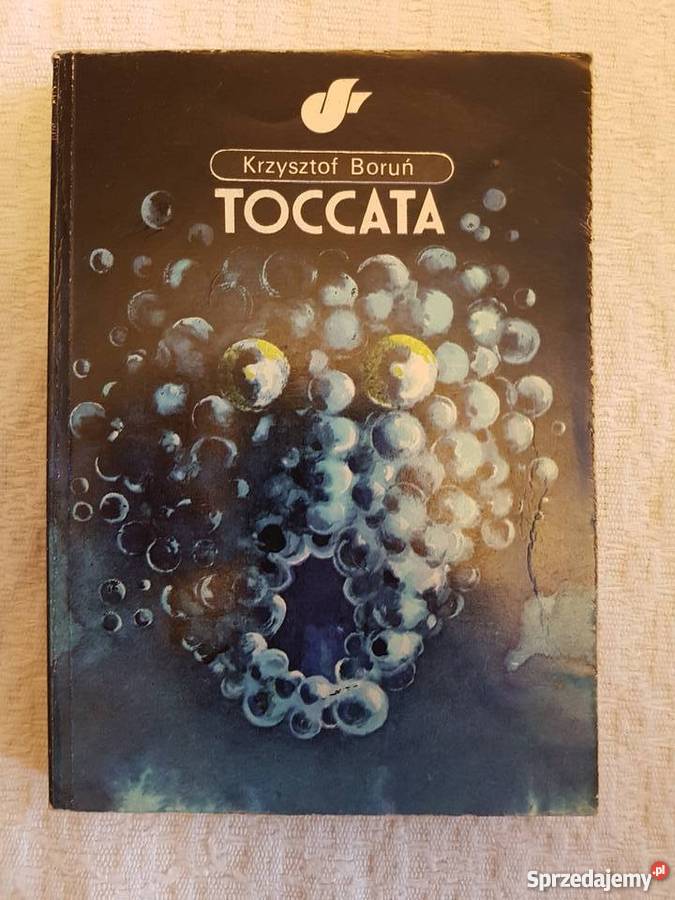 Krzysztof Boruń
TOCCATA
Sprzedajemy.pl